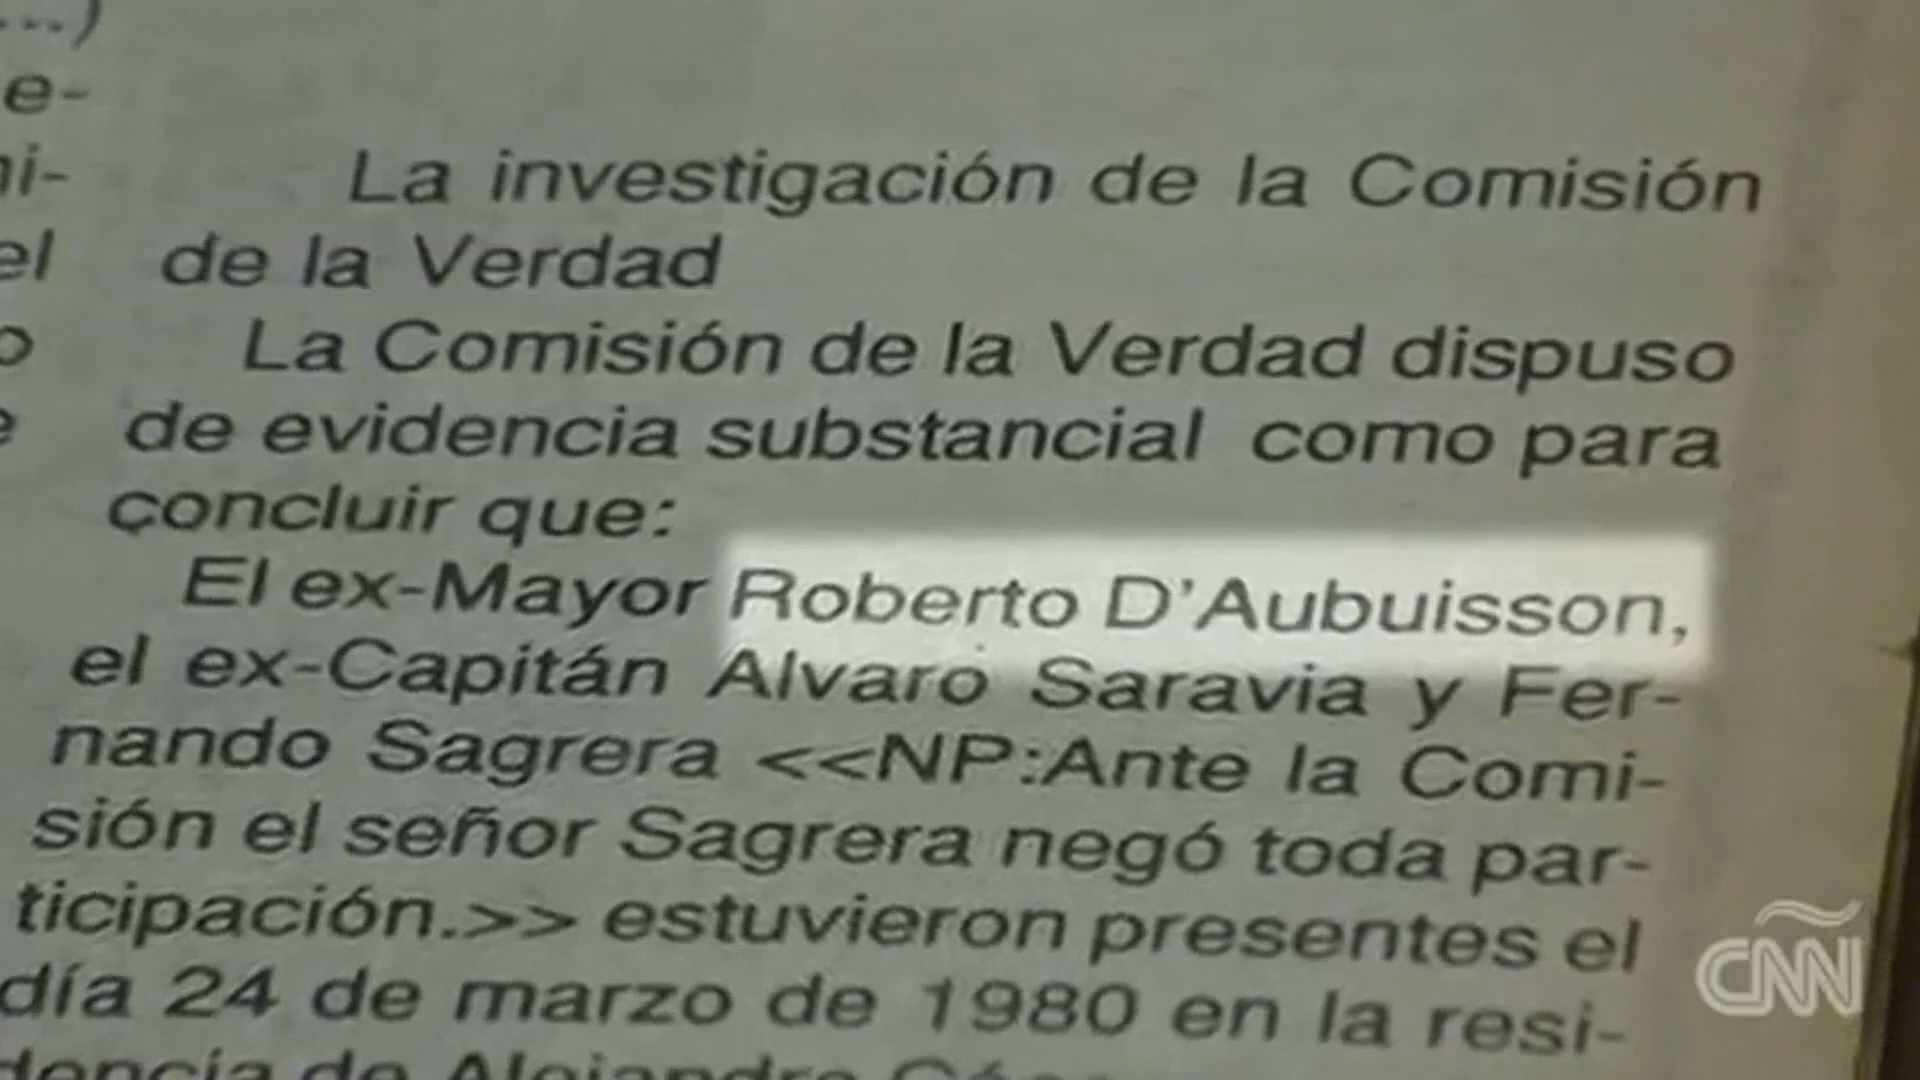 ...)
e-
ni-
el
o
e
La investigación de la Comisión
de la Verdad
La Comisión de la Verdad dispuso
de evidencia substancial como para
concluir que:
El ex-Mayor Roberto D'Aubuisson,
el ex-Capitán Alvaro Saravia y Fer-
nando Sagrera <<NP:Ante la Comi-
sión el señor Sagrera negó toda par-
ticipación.>> estuvieron presentes el
día 24 de marzo de 1980 en la resi-
dencia de Alejandro
CNN